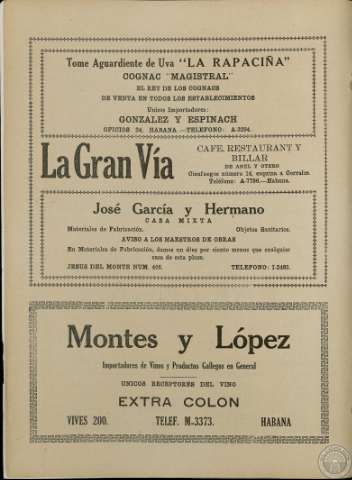 Tome Aguardiente de Uva "LA RAPACIÑA"
COGNAC "MAGISTRAL"
EL REY DE LOS COGNACS
DE VENTA EN TODOS LOS ESTABLECIMIENTOS
Unicos Importadores:
GONZALEZ Y ESPINACH
OFICIOS 34, HABANA.—TELEFONO: A-3294.
La Gran Vía
CAFE, RESTAURANT Y
BILLAR
DE ANEL Y OTERO
Cienfuegos número 14, esquina a Corrales.
Teléfono: A-7796.—Habana.
José García y Hermano
CASA MIXTA
Materiales de Fabricación. Objetos Sanitarios.
AVISO A LOS MAESTROS DE OBRAS
En Materiales de Fabricación, damos un diez por ciento menos que cualquier
casa de esta plaza.
JESUS DEL MONTE NUM. TELEFONO:
Montes y López
Importadores de Vinos y Productos Gallegos en General
UNICOS RECEPTORES DEL VINO
EXTRA COLON
VIVES 200. TELEF. M-3373. HABANA